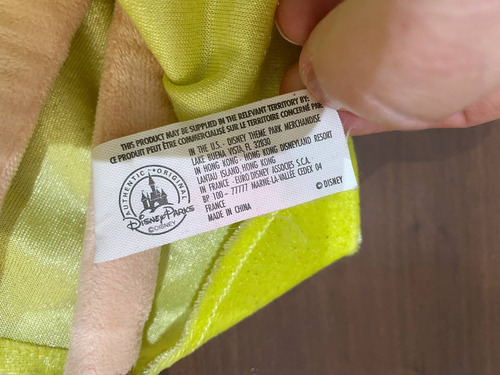 THIS PRODUCT MAY BE SUPPLIED IN THE RELEVANT TERRITORY BY:
CE PRODUIT PEUT ÊTRE COMMERCIALISÉ SUR LE TERRITOIRE CONCERNÉ PAR
IN THE U.S. - DISNEY THEME PARK MERCHANDISE
LAKE BUENA VISTA, FL 32830
IN HONG KONG - HONG KONG DISNEYLAND RESORT
LANTAU ISLAND, HONG KONG
IN FRANCE - EURO DISNEY ASSOCIES S.C.A.
BP 100 - 77777 MARNE-LA-VALLÉE CEDEX 04
FRANCE
MADE IN CHINA
© DISNEY
AUTHENTIC • ORIGINAL
DISNEY PARKS
©DISNEY